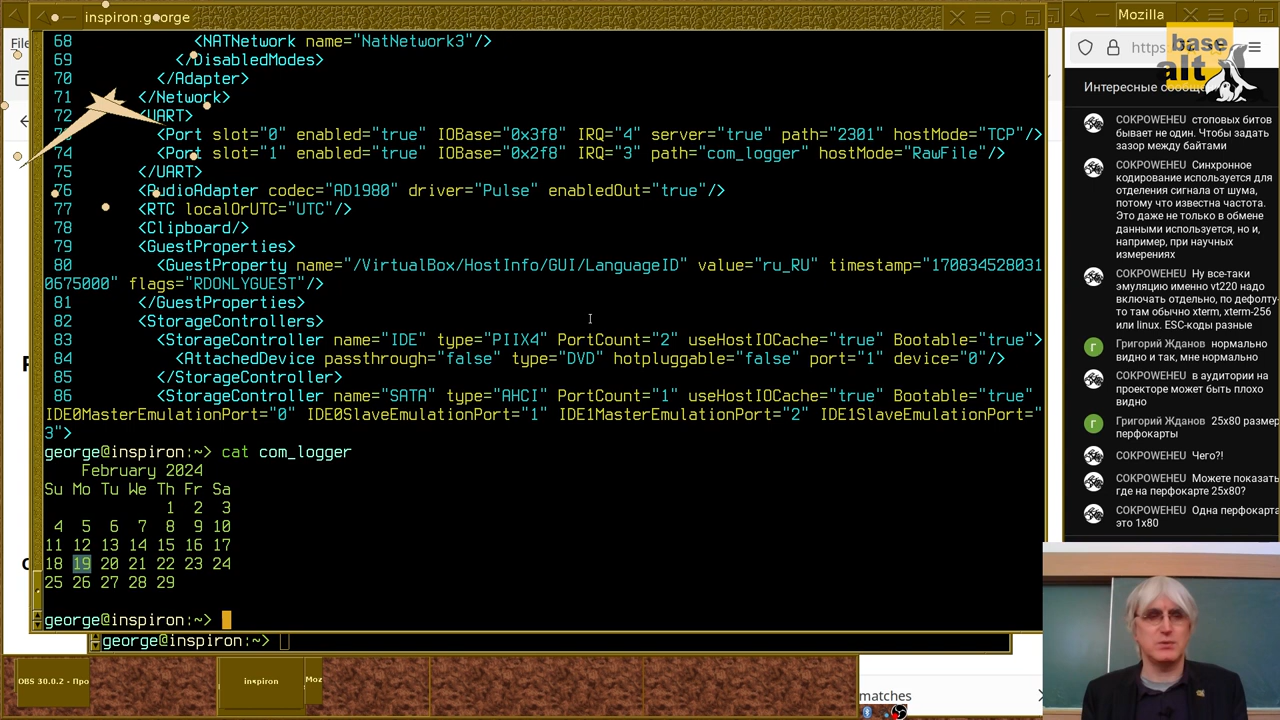 inspiron:george
68 <NATNetwork name="NatNetwork3"/>
69 </DisabledModes>
70 </Adapter>
71 </Network>
72 <UART>
73 <Port slot="0" enabled="true" IOBase="0x3f8" IRQ="4" server="true" path="2301" hostMode="TCP"/>
74 <Port slot="1" enabled="true" IOBase="0x2f8" IRQ="3" path="com_logger" hostMode="RawFile"/>
75 </UART>
76 <AudioAdapter codec="AD1980" driver="Pulse" enabledOut="true"/>
77 <RTC localOrUTC="UTC"/>
78 <Clipboard/>
79 <GuestProperties>
80 <GuestProperty name="/VirtualBox/HostInfo/GUI/LanguageID" value="ru_RU" timestamp="170834528031
0675000" flags="RDONLYGUEST"/>
81 </GuestProperties>
82 <StorageControllers>
83 <StorageController name="IDE" type="PIIX4" PortCount="2" useHostIOCache="true" Bootable="true">
84 <AttachedDevice passthrough="false" type="DVD" hotpluggable="false" port="1" device="0"/>
85 </StorageController>
86 <StorageController name="SATA" type="AHCI" PortCount="1" useHostIOCache="true" Bootable="true"
IDE0MasterEmulationPort="0" IDE0SlaveEmulationPort="1" IDE1MasterEmulationPort="2" IDE1SlaveEmulationPort="
3">
george@inspiron:~> cat com_logger
February 2024
Su Mo Tu We Th Fr Sa
1 2 3
4 5 6 7 8 9 10
11 12 13 14 15 16 17
18 19 20 21 22 23 24
25 26 27 28 29
george@inspiron:~>
george@inspiron:~>
OBS 30.0.2 - Про
inspiron
Moz
matches
Mozilla
https
base
alt
Интересные сообще
COKPOWEHEU стоповых битов
бывает не один. Чтобы задать
зазор между байтами
COKPOWEHEU Синхронное
кодирование используется для
отделения сигнала от шума,
потому что известна частота.
Это даже не только в обмене
данными используется, но и,
например, при научных
измерениях
COKPOWEHEU Ну все-таки
эмуляцию именно vt220 надо
включать отдельно, по дефолту-
то там обычно xterm, xterm-256
или linux. ESC-коды разные
Григорий Жданов нормально
видно и так, мне нормально
COKPOWEHEU в аудитории на
проекторе может быть плохо
видно
Григорий Жданов 25x80 размер
перфокарты
COKPOWEHEU Чего?!
COKPOWEHEU Можете показать
где на перфокарте 25x80?
COKPOWEHEU Одна перфокарта
это 1x80